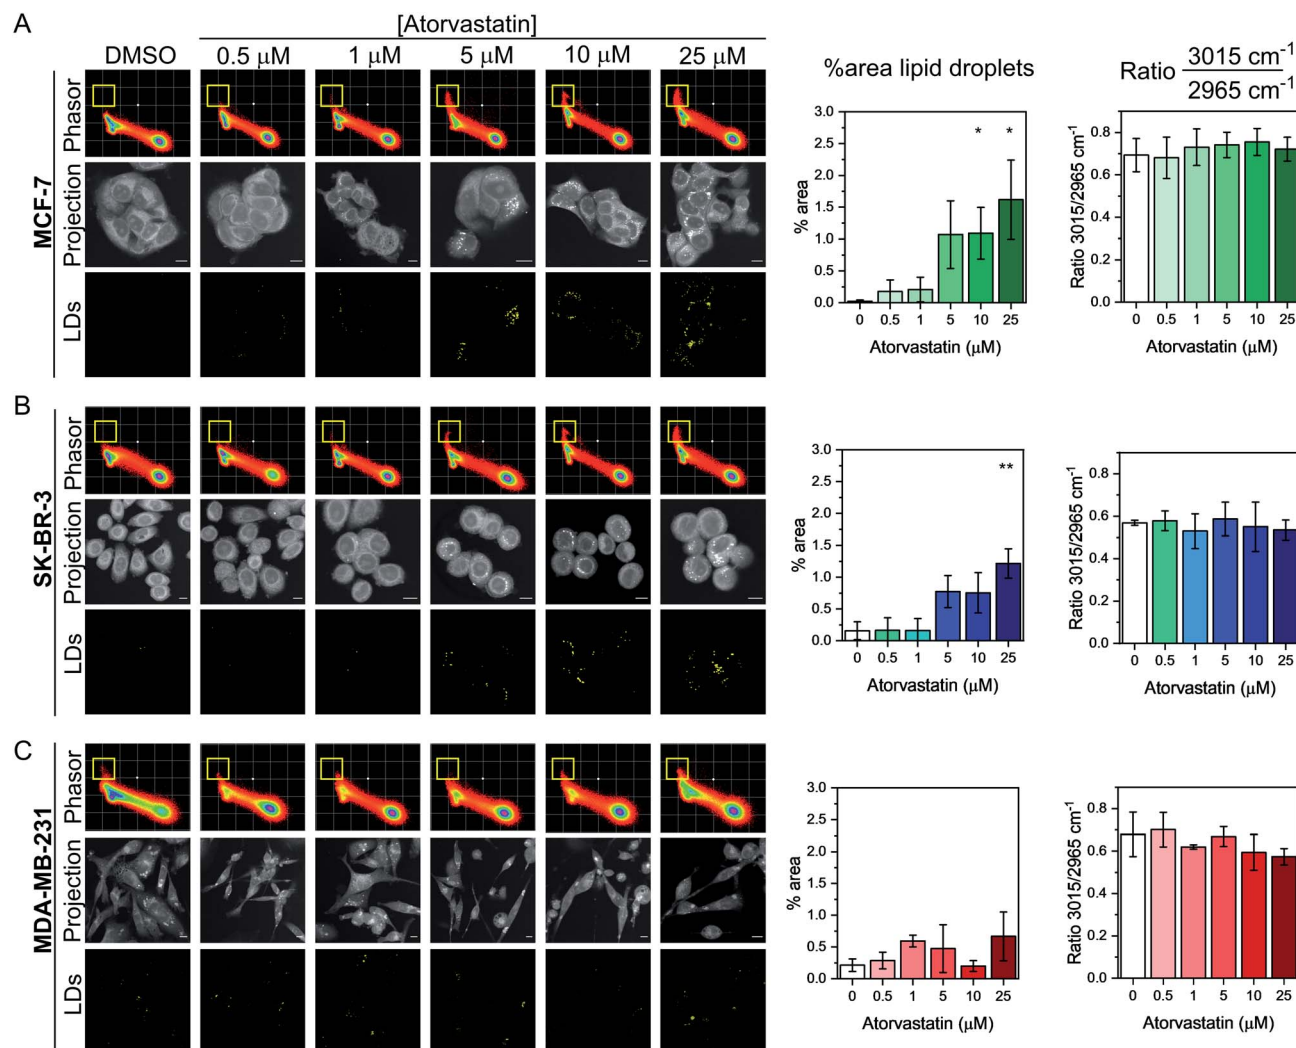 A
[Atorvastatin]
DMSO 0.5 μM 1 μM 5 μM 10 μM 25 μM
MCF-7
Phasor
Projection
LDs
%area lipid droplets
% area
3.0
2.5
2.0
1.5
1.0
0.5
0.0
* *
0 0.5 1 5 10 25
Atorvastatin (μM)
Ratio 3015 cm-1
2965 cm-1
Ratio 3015/2965 cm-1
0.8
0.6
0.4
0.2
0.0
0 0.5 1 5 10 25
Atorvastatin (μM)
B
SK-BR-3
Phasor
Projection
LDs
% area
3.0
2.5
2.0
1.5
1.0
0.5
0.0
**
0 0.5 1 5 10 25
Atorvastatin (μM)
Ratio 3015/2965 cm-1
0.8
0.6
0.4
0.2
0.0
0 0.5 1 5 10 25
Atorvastatin (μM)
C
MDA-MB-231
Phasor
Projection
LDs
% area
3.0
2.5
2.0
1.5
1.0
0.5
0.0
0 0.5 1 5 10 25
Atorvastatin (μM)
Ratio 3015/2965 cm-1
0.8
0.6
0.4
0.2
0.0
0 0.5 1 5 10 25
Atorvastatin (μM)